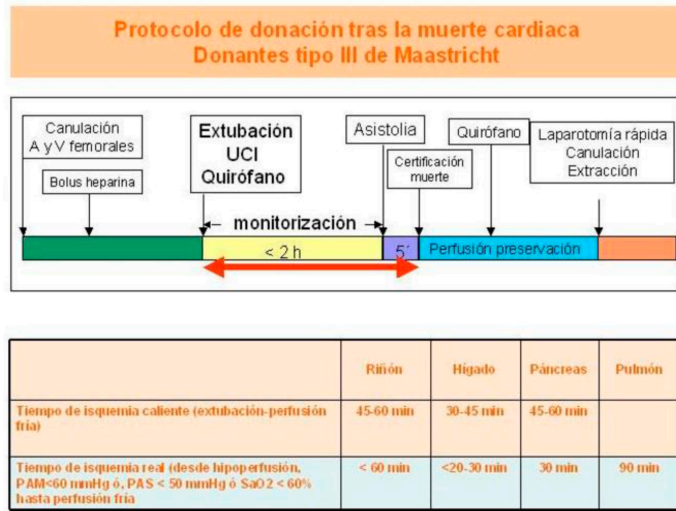 Protocolo de donación tras la muerte cardiaca
Donantes tipo III de Maastricht
Canulación
A y V femorales
Bolus heparina
Extubación
UCI
Quirófano
Asistolia
Certificación
muerte
Quirófano
Laparotomía rápida
Canulación
Extracción
monitorización
< 2 h
5´
Perfusión preservación
Riñón
Hígado
Páncreas
Pulmón
Tiempo de isquemia caliente (extubación-perfusión
fría)
45-60 min
30-45 min
45-60 min
Tiempo de isquemia real (desde hipoperfusión,
PAM<60 mmHg ó, PAS < 50 mmHg ó SaO2 < 60%
hasta perfusión fría
< 60 min
<20-30 min
30 min
90 min